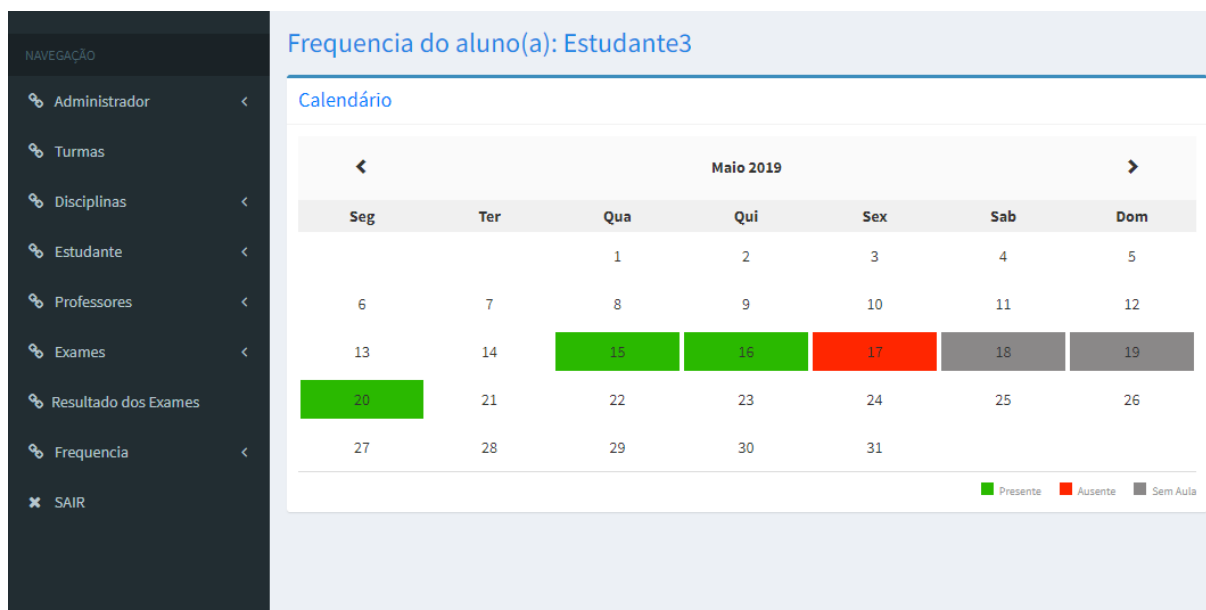 NAVEGAÇÃO
Administrador
Turmas
Disciplinas
Estudante
Professores
Exames
Resultado dos Exames
Frequencia
SAIR
Frequencia do aluno(a): Estudante3
Calendário
Maio 2019
Seg Ter Qua Qui Sex Sab Dom
1 2 3 4 5
6 7 8 9 10 11 12
13 14 15 16 17 18 19
20 21 22 23 24 25 26
27 28 29 30 31
Presente Ausente Sem Aula